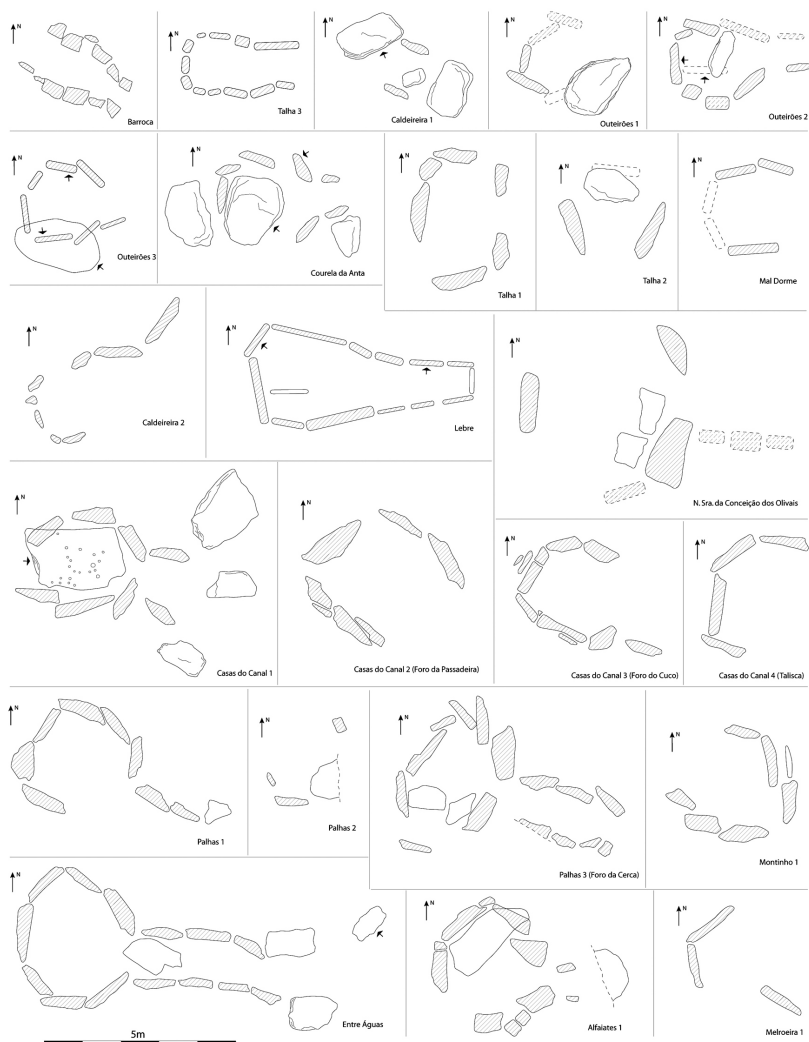 N
Barroca
N
Talha 3
N
Caldeireira 1
N
Outeirões 1
N
Outeirões 2
N
Outeirões 3
N
Courela da Anta
N
Talha 1
N
Talha 2
N
Mal Dorme
N
Caldeireira 2
N
Lebre
N
N. Sra. da Conceição dos Olivais
N
Casas do Canal 1
N
Casas do Canal 2 (Foro da Passadeira)
N
Casas do Canal 3 (Foro do Cuco)
N
Casas do Canal 4 (Talisca)
N
Palhas 1
N
Palhas 2
N
Palhas 3 (Foro da Cerca)
N
Montinho 1
N
Entre Águas
N
Alfaiates 1
N
Melroeira 1
5m